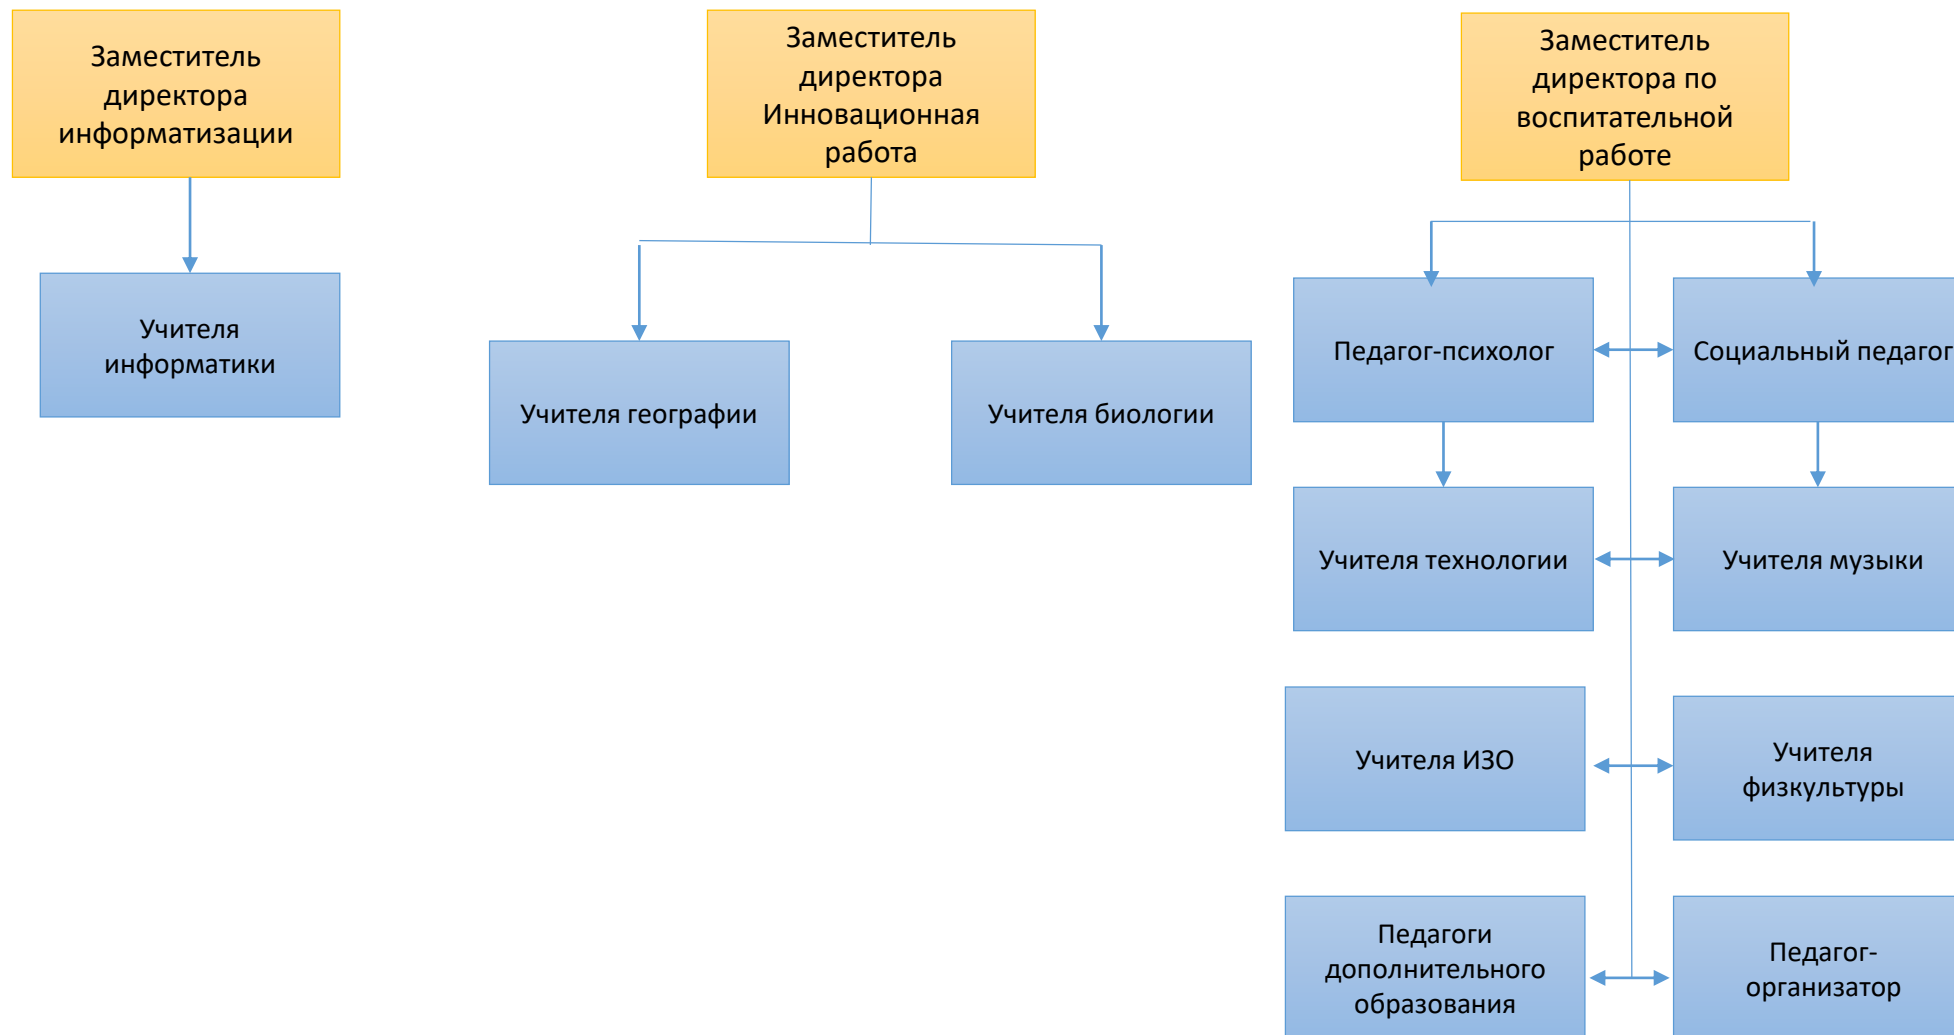 Заместитель
директора
информатизации
Заместитель
директора
Инновационная
работа
Заместитель
директора по
воспитательной
работе
Учителя
информатики
Учителя географии
Учителя биологии
Педагог-психолог
Социальный педагог
Учителя технологии
Учителя музыки
Учителя ИЗО
Учителя
физкультуры
Педагоги
дополнительного
образования
Педагог-
организатор